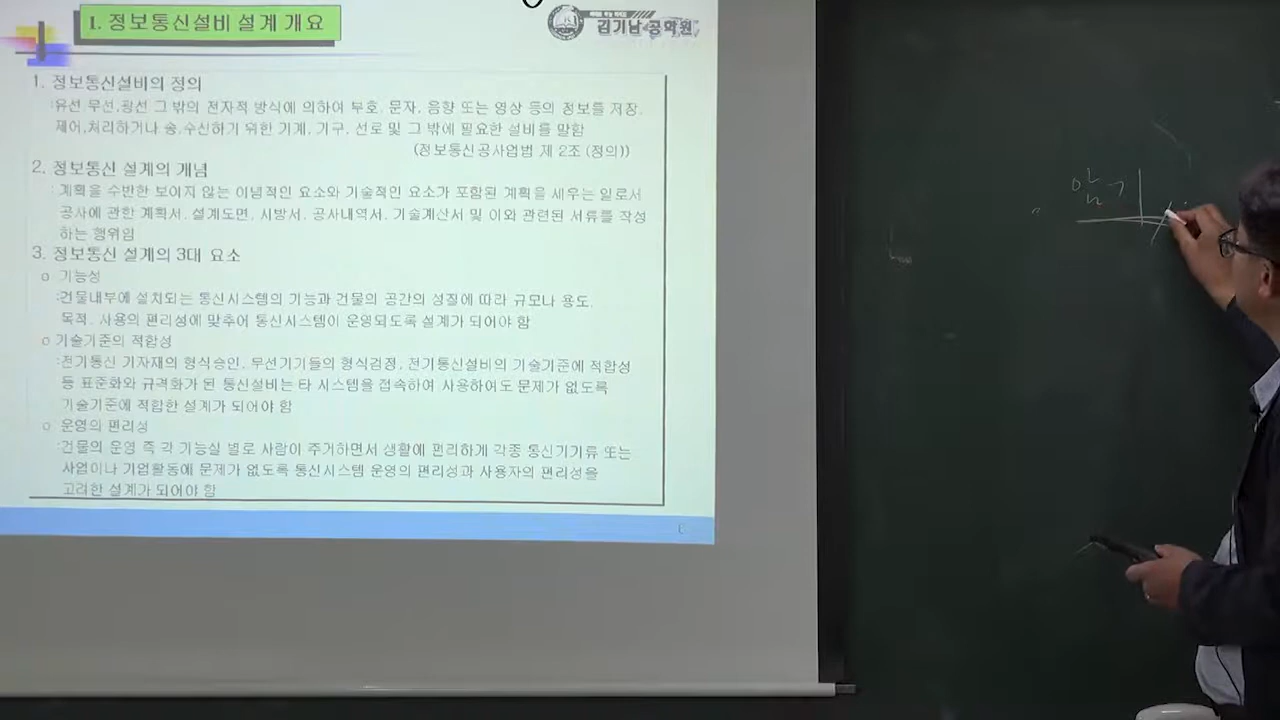 I. 정보통신설비 설계 개요
김기남 공학원
1. 정보통신설비의 정의
:유선 무선,광선 그 밖의 전자적 방식에 의하여 부호, 문자, 음향 또는 영상 등의 정보를 저장,
제어,처리하거나 송,수신하기 위한 기계, 기구, 선로 및 그 밖에 필요한 설비를 말함
(정보통신공사업법 제 2조 (정의))
2. 정보통신 설계의 개념
: 계획을 수반한 보이지 않는 이념적인 요소와 기술적인 요소가 포함된 계획을 세우는 일로서
공사에 관한 계획서, 설계도면, 시방서, 공사내역서, 기술계산서 및 이와 관련된 서류를 작성
하는 행위임
3. 정보통신 설계의 3대 요소
o 기능성
:건물내부에 설치되는 통신시스템의 기능과 건물의 공간의 성질에 따라 규모나 용도,
목적, 사용의 편리성에 맞추어 통신시스템이 운영되도록 설계가 되어야 함
o 기술기준의 적합성
:전기통신 기자재의 형식승인, 무선기기들의 형식검정, 전기통신설비의 기술기준에 적합성
등 표준화와 규격화가 된 통신설비는 타 시스템을 접속하여 사용하여도 문제가 없도록
기술기준에 적합한 설계가 되어야 함
o 운영의 편리성
:건물의 운영 즉 각 기능실 별로 사람이 주거하면서 생활에 편리하게 각종 통신기기류 또는
사업이나 기업활동에 문제가 없도록 통신시스템 운영의 편리성과 사용자의 편리성을
고려한 설계가 되어야 함
암기